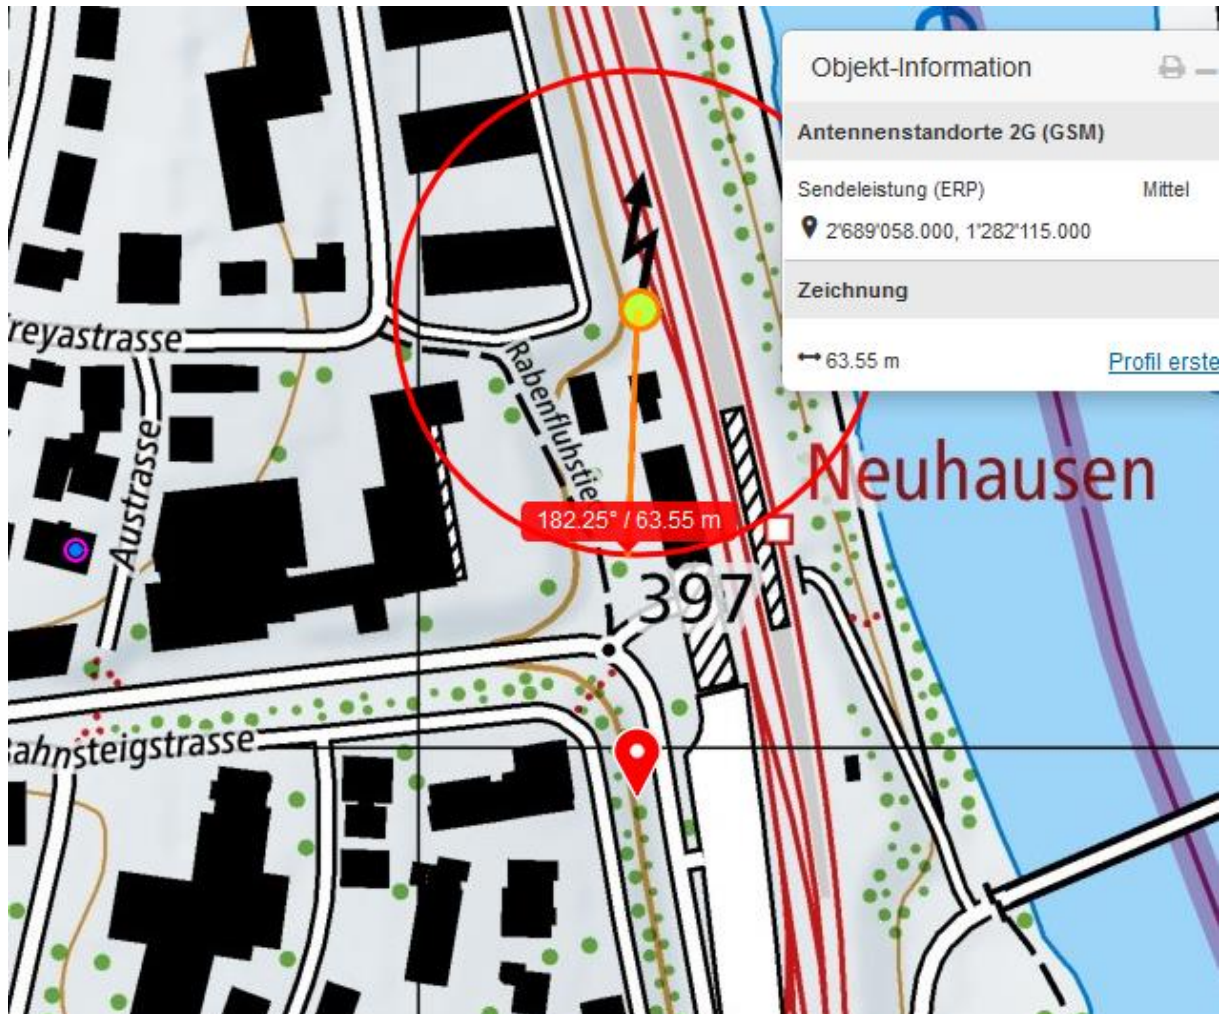 Objekt-Information
Antennenstandorte 2G (GSM)
Sendeleistung (ERP) Mittel
2'689'058.000, 1'282'115.000
Zeichnung
63.55 m Profil erste
reyastrasse
Rabenfluhstie
Austrasse
Neuhausen
182.25° / 63.55 m
397
ahnsteigstrasse